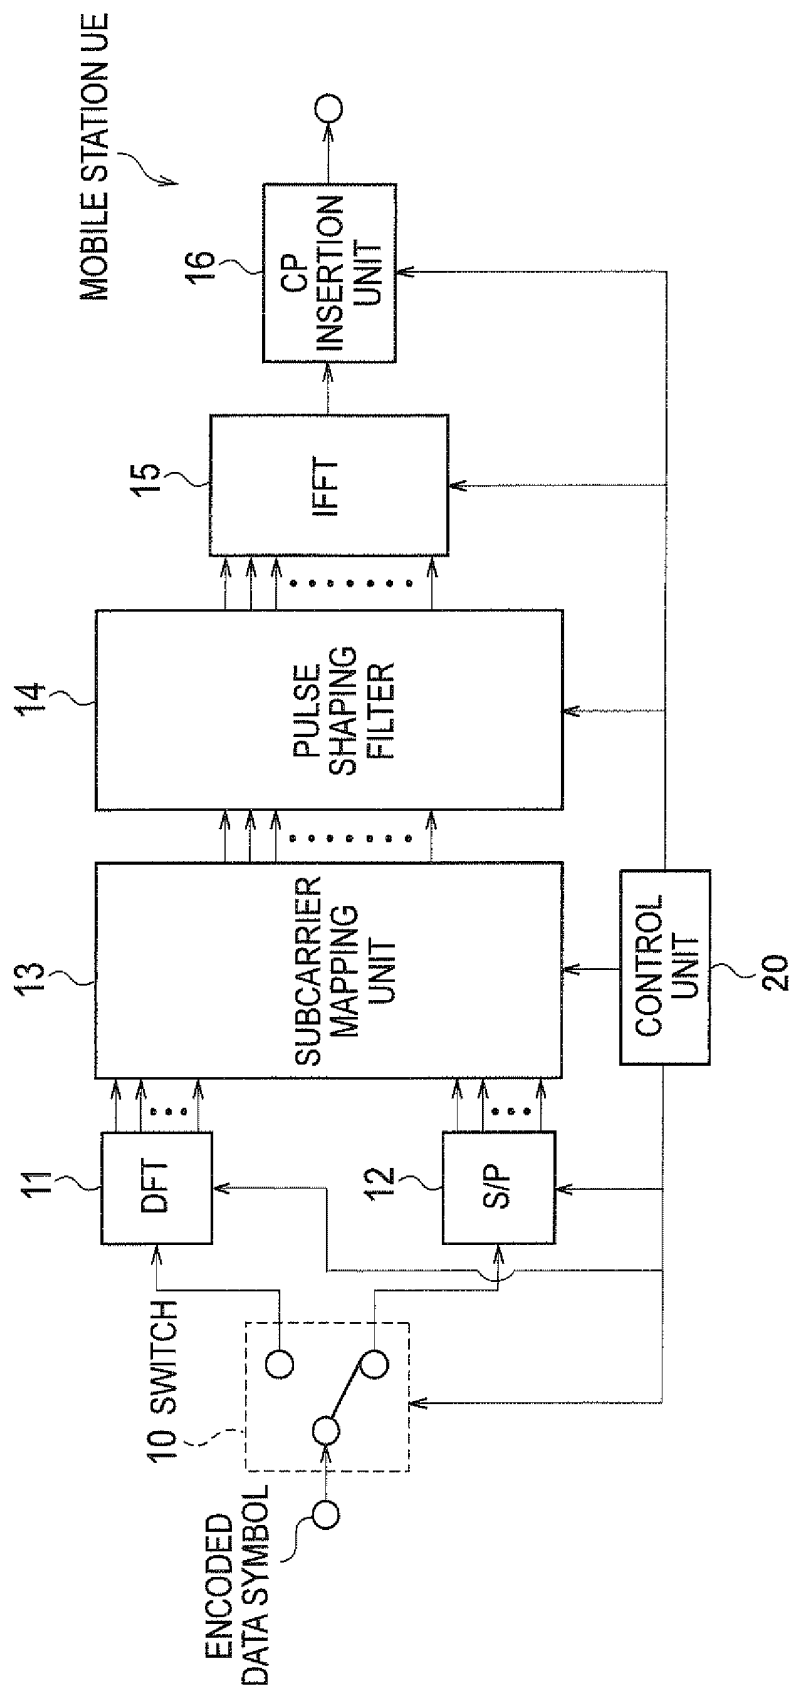 MOBILE STATION UE
ENCODED
DATA SYMBOL
10 SWITCH
11
DFT
12
S/P
13
SUBCARRIER
MAPPING
UNIT
14
PULSE
SHAPING
FILTER
15
IFFT
16
CP
INSERTION
UNIT
CONTROL
UNIT
20